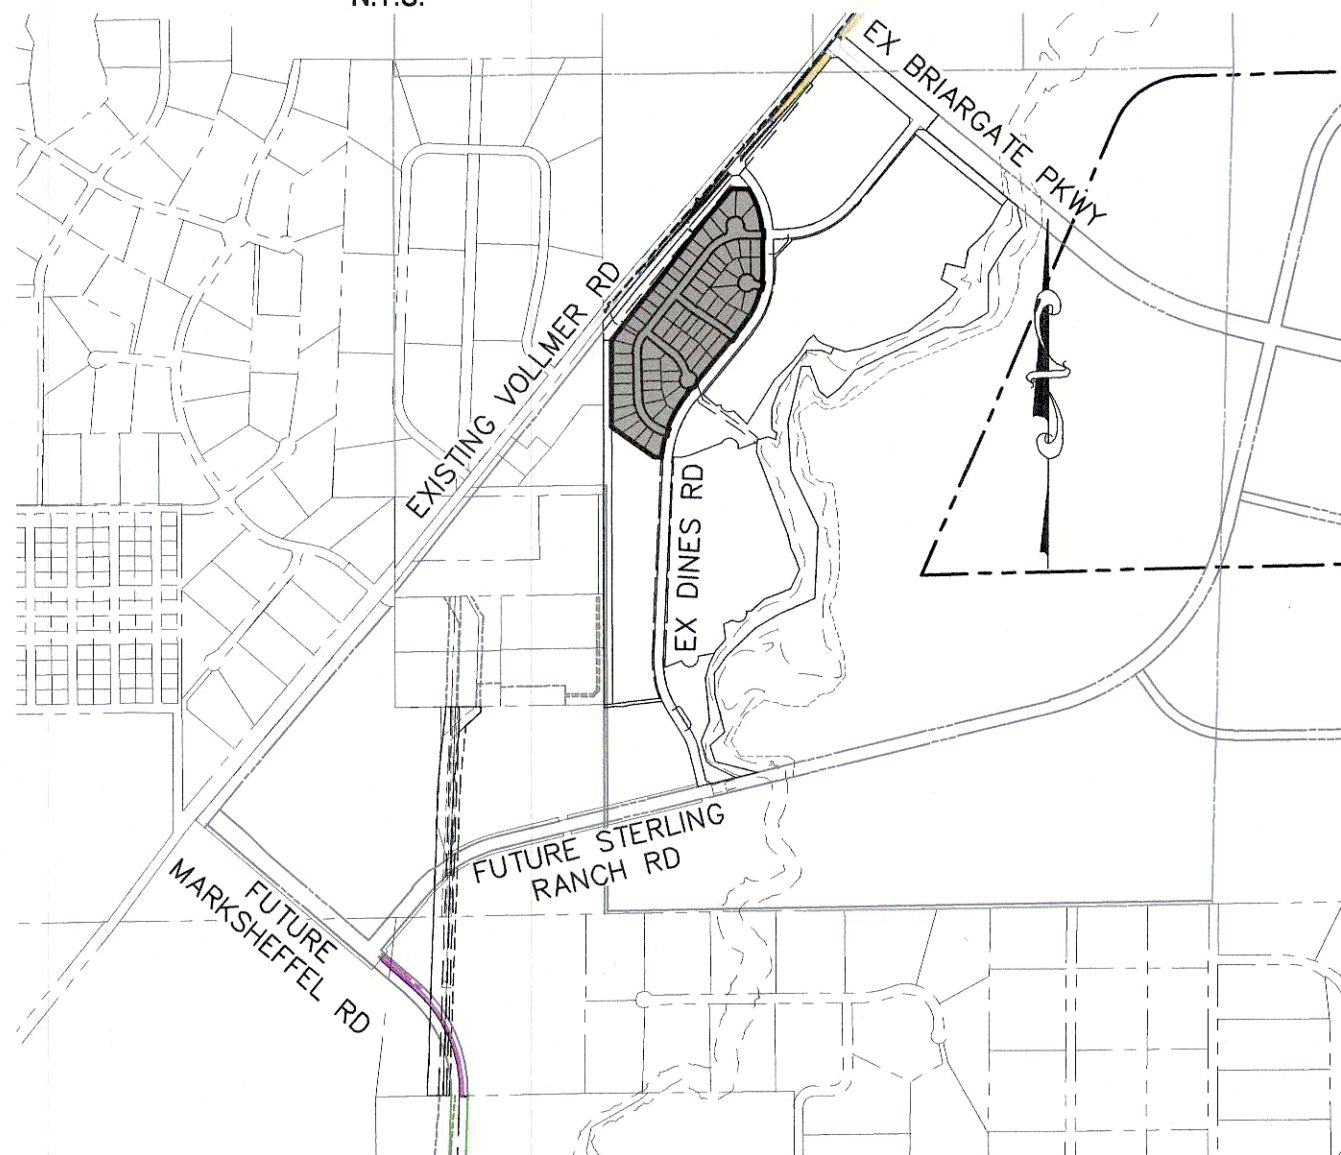 N.T.S.
EX BRIARGATE PKWY
EXISTING VOLLMER RD
EX DINES RD
FUTURE STERLING
RANCH RD
FUTURE
MARKSHEFFEL RD